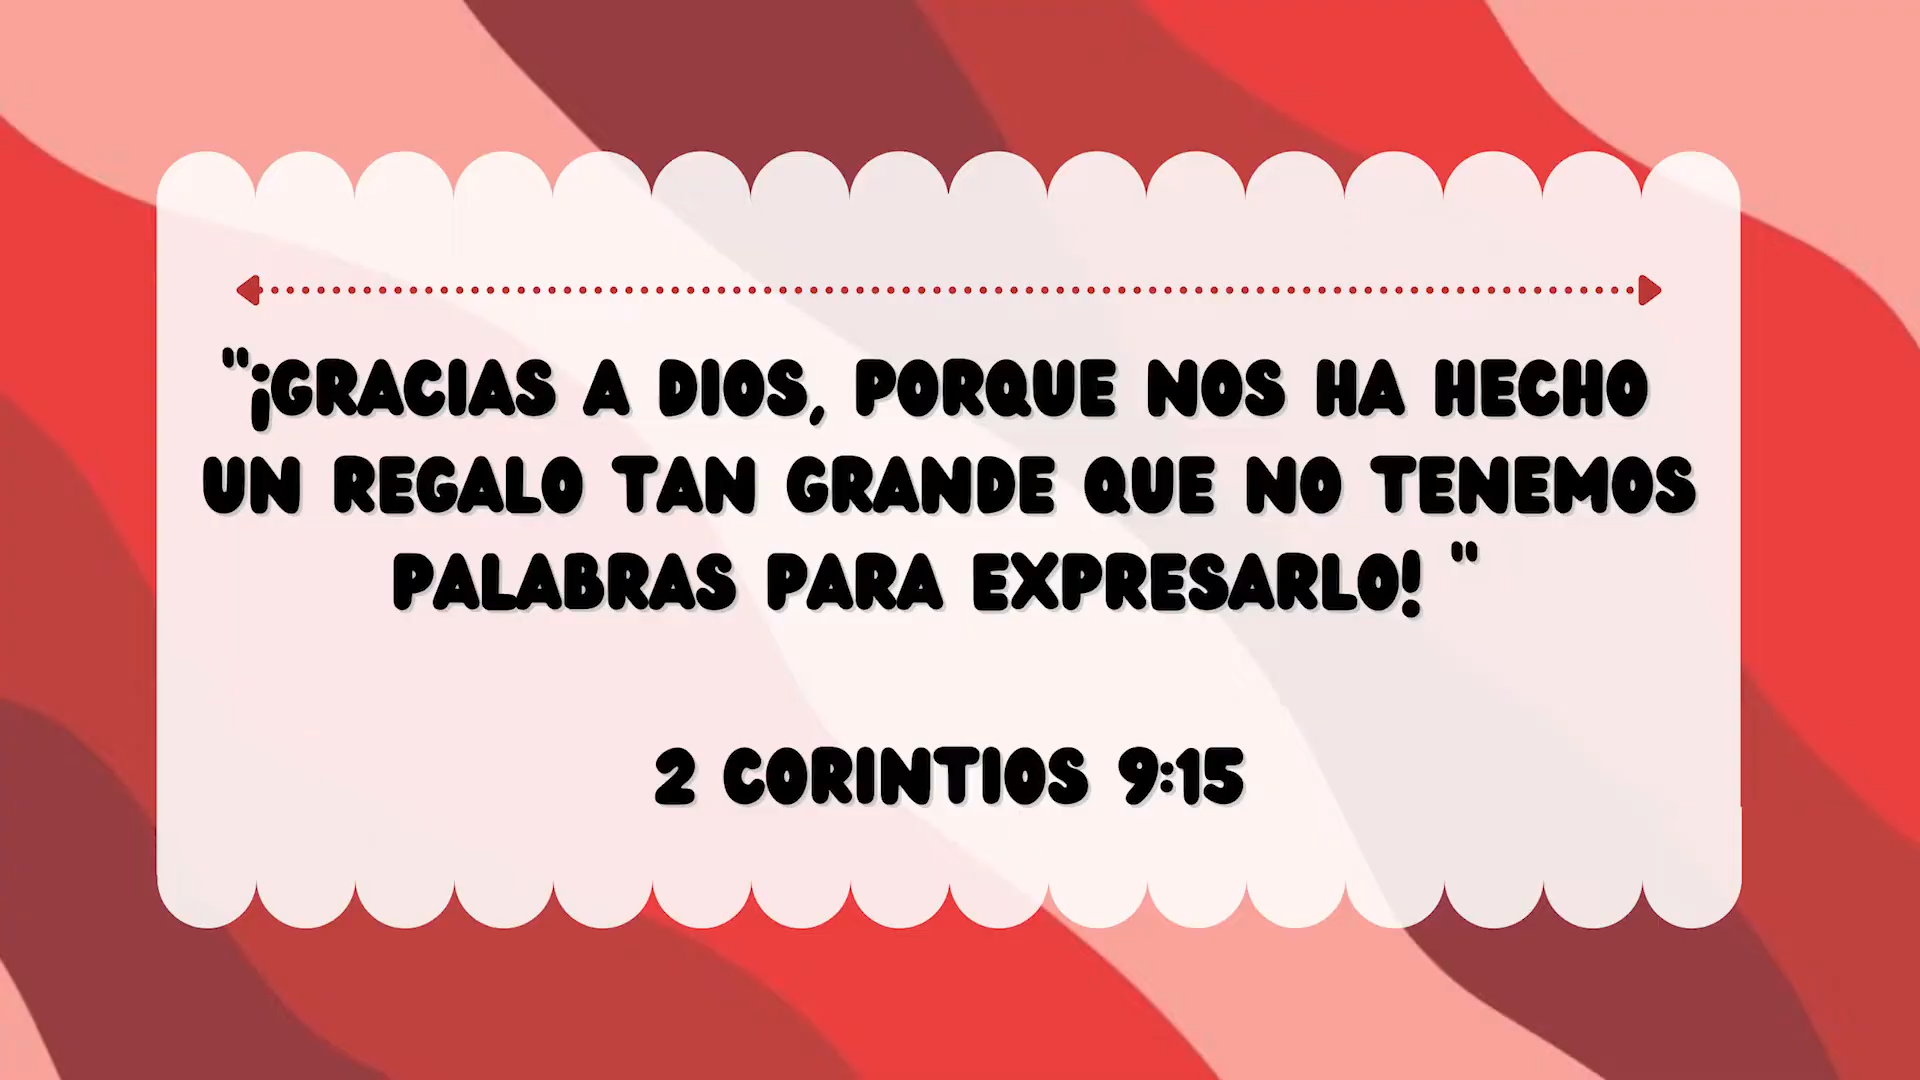 "¡GRACIAS A DIOS, PORQUE NOS HA HECHO
UN REGALO TAN GRANDE QUE NO TENEMOS
PALABRAS PARA EXPRESARLO! "
2 CORINTIOS 9:15